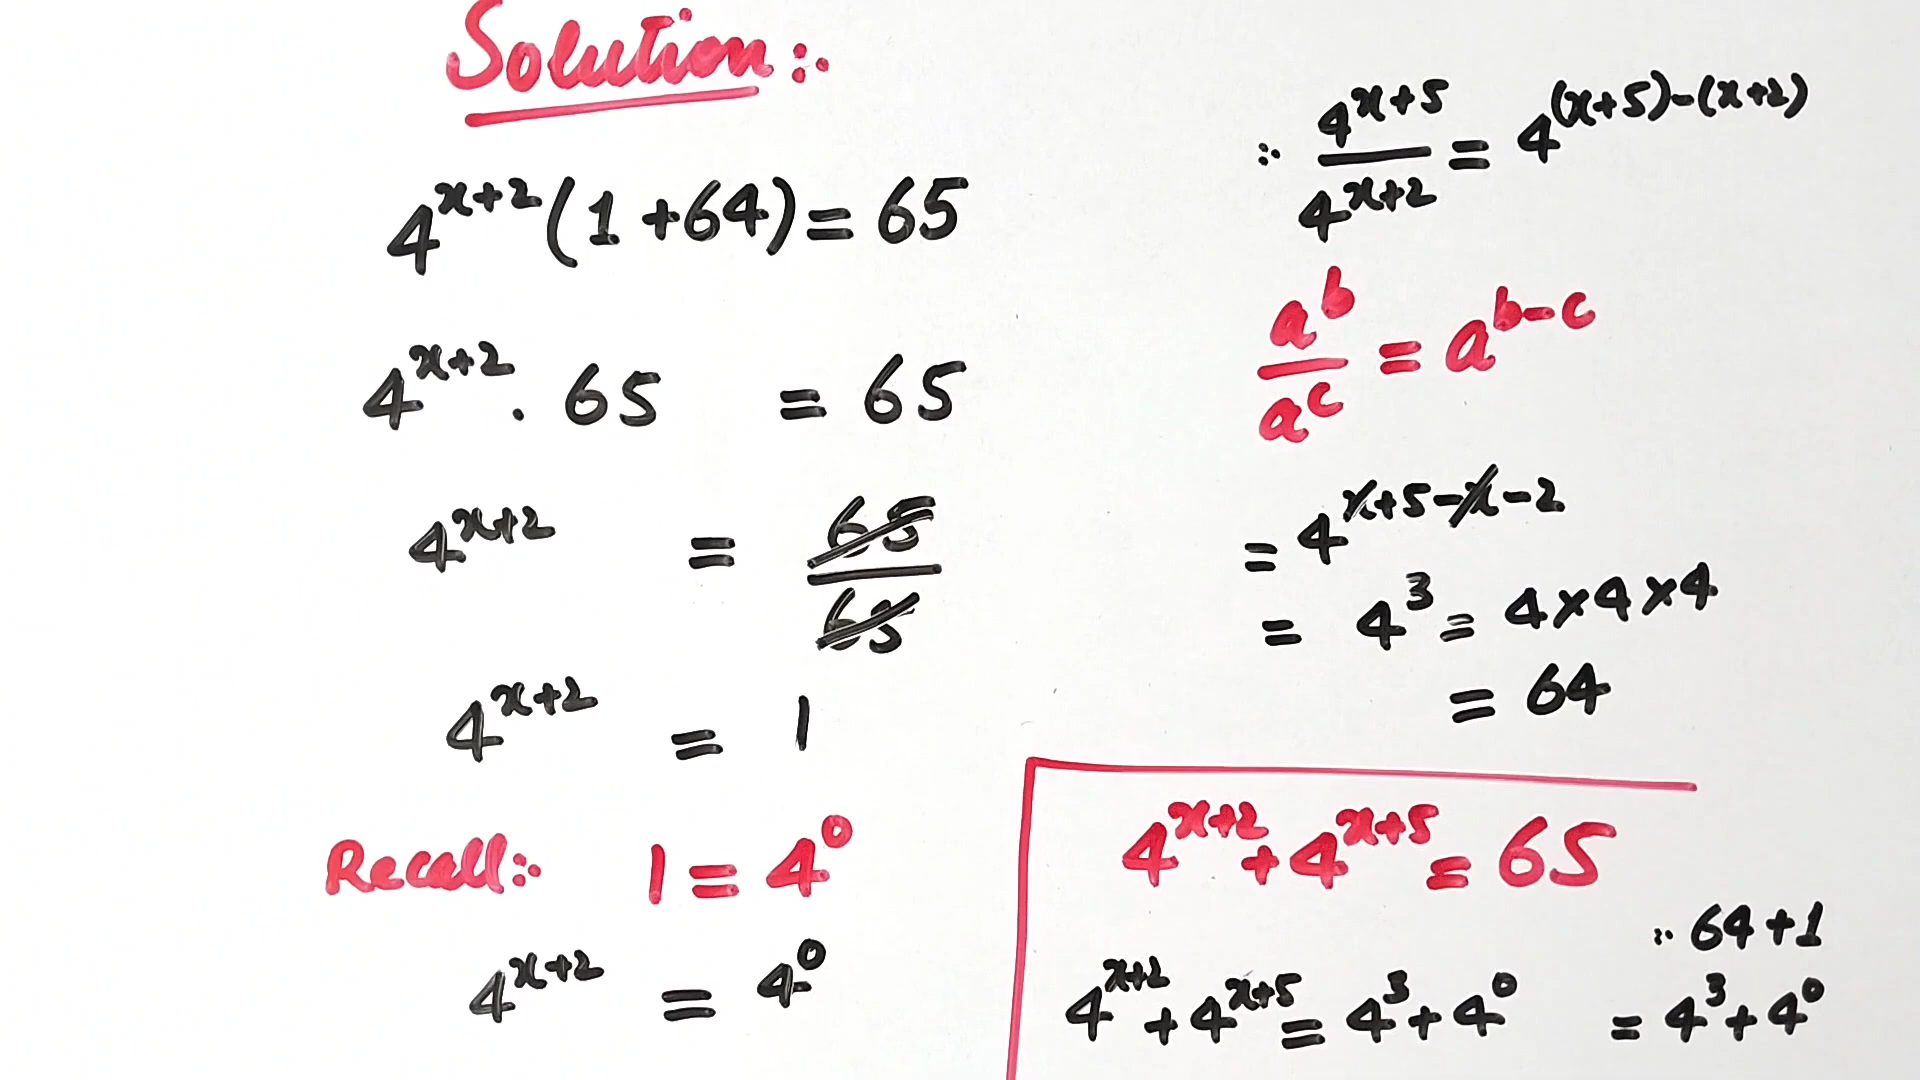 Solution:-
4^{x+2}(1+64)=65
4^{x+2} . 65 = 65
4^{x+2} = 65/65
4^{x+2} = 1
Recall:- 1 = 4^0
4^{x+2} = 4^0
∵ 4^{x+5}/4^{x+2} = 4^{(x+5)-(x+2)}
a^b/a^c = a^{b-c}
= 4^{x+5-x-2}
= 4^3 = 4×4×4
= 64
4^{x+2}+4^{x+5}=65
∵ 64+1
4^{x+2}+4^{x+5}=4^3+4^0 = 4^3+4^0